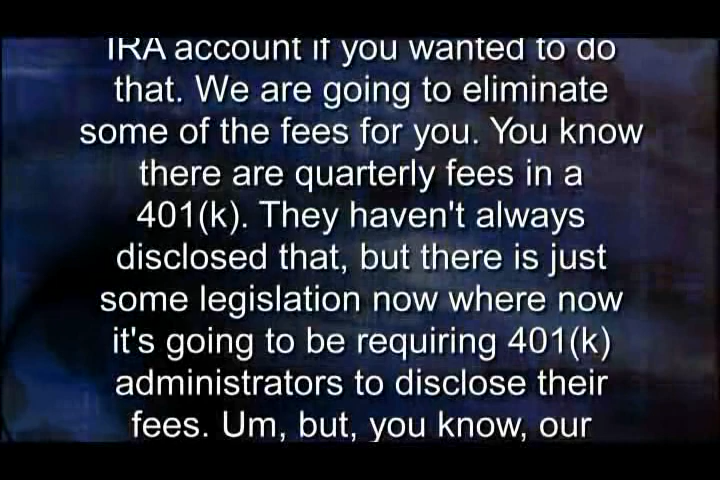 IRA account if you wanted to do
that. We are going to eliminate
some of the fees for you. You know
there are quarterly fees in a
401(k). They haven't always
disclosed that, but there is just
some legislation now where now
it's going to be requiring 401(k)
administrators to disclose their
fees. Um, but, you know, our